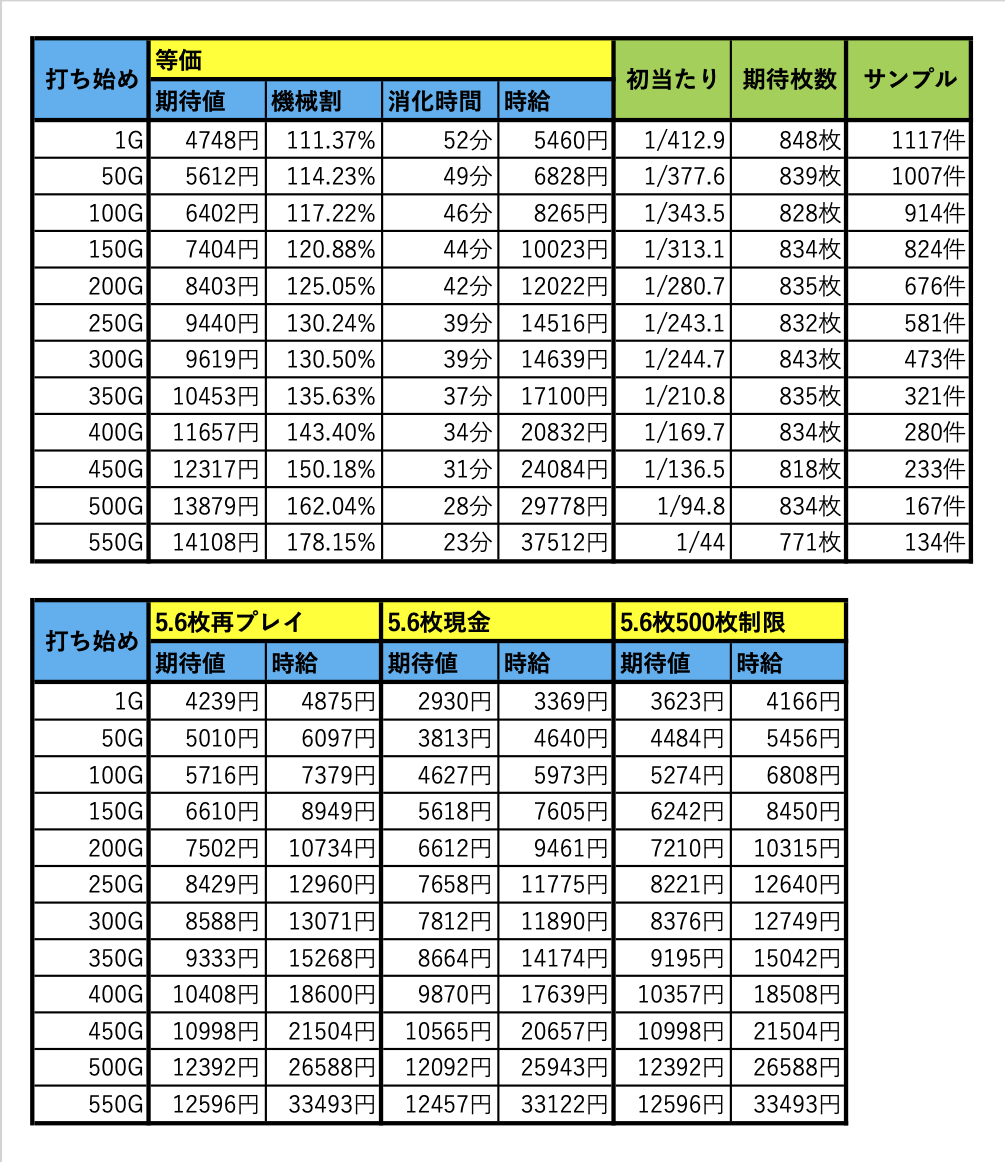 打ち始め 等価 初当たり 期待枚数 サンプル
期待値 機械割 消化時間 時給
1G 4748円 111.37% 52分 5460円 1/412.9 848枚 1117件
50G 5612円 114.23% 49分 6828円 1/377.6 839枚 1007件
100G 6402円 117.22% 46分 8265円 1/343.5 828枚 914件
150G 7404円 120.88% 44分 10023円 1/313.1 834枚 824件
200G 8403円 125.05% 42分 12022円 1/280.7 835枚 676件
250G 9440円 130.24% 39分 14516円 1/243.1 832枚 581件
300G 9619円 130.50% 39分 14639円 1/244.7 843枚 473件
350G 10453円 135.63% 37分 17100円 1/210.8 835枚 321件
400G 11657円 143.40% 34分 20832円 1/169.7 834枚 280件
450G 12317円 150.18% 31分 24084円 1/136.5 818枚 233件
500G 13879円 162.04% 28分 29778円 1/94.8 834枚 167件
550G 14108円 178.15% 23分 37512円 1/44 771枚 134件
打ち始め 5.6枚再プレイ 5.6枚現金 5.6枚500枚制限
期待値 時給 期待値 時給 期待値 時給
1G 4239円 4875円 2930円 3369円 3623円 4166円
50G 5010円 6097円 3813円 4640円 4484円 5456円
100G 5716円 7379円 4627円 5973円 5274円 6808円
150G 6610円 8949円 5618円 7605円 6242円 8450円
200G 7502円 10734円 6612円 9461円 7210円 10315円
250G 8429円 12960円 7658円 11775円 8221円 12640円
300G 8588円 13071円 7812円 11890円 8376円 12749円
350G 9333円 15268円 8664円 14174円 9195円 15042円
400G 10408円 18600円 9870円 17639円 10357円 18508円
450G 10998円 21504円 10565円 20657円 10998円 21504円
500G 12392円 26588円 12092円 25943円 12392円 26588円
550G 12596円 33493円 12457円 33122円 12596円 33493円